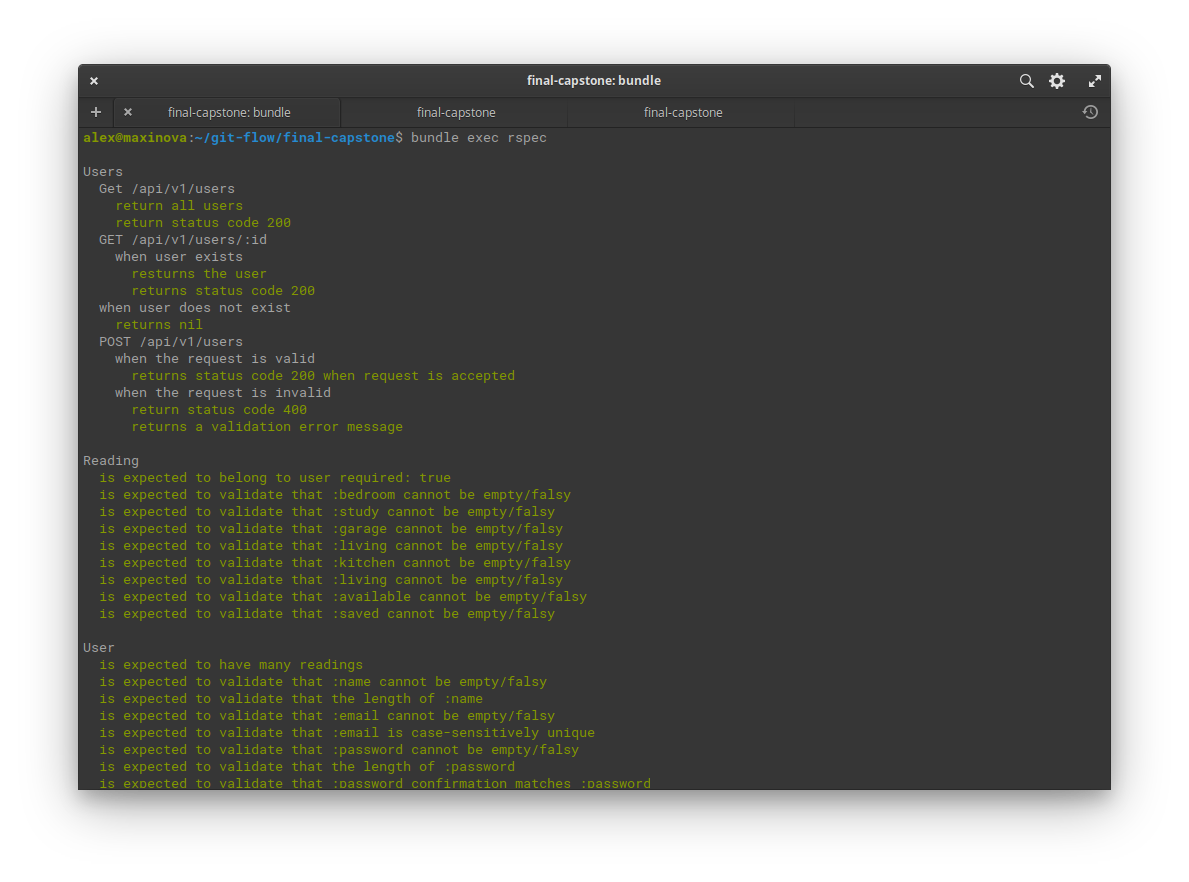 final-capstone: bundle
final-capstone: bundle final-capstone final-capstone
alex@maxinova:~/git-flow/final-capstone$ bundle exec rspec
Users
Get /api/v1/users
return all users
return status code 200
GET /api/v1/users/:id
when user exists
resturns the user
returns status code 200
when user does not exist
returns nil
POST /api/v1/users
when the request is valid
returns status code 200 when request is accepted
when the request is invalid
return status code 400
returns a validation error message
Reading
is expected to belong to user required: true
is expected to validate that :bedroom cannot be empty/falsy
is expected to validate that :study cannot be empty/falsy
is expected to validate that :garage cannot be empty/falsy
is expected to validate that :living cannot be empty/falsy
is expected to validate that :kitchen cannot be empty/falsy
is expected to validate that :living cannot be empty/falsy
is expected to validate that :available cannot be empty/falsy
is expected to validate that :saved cannot be empty/falsy
User
is expected to have many readings
is expected to validate that :name cannot be empty/falsy
is expected to validate that the length of :name
is expected to validate that :email cannot be empty/falsy
is expected to validate that :email is case-sensitively unique
is expected to validate that :password cannot be empty/falsy
is expected to validate that the length of :password
is expected to validate that :password_confirmation matches :password